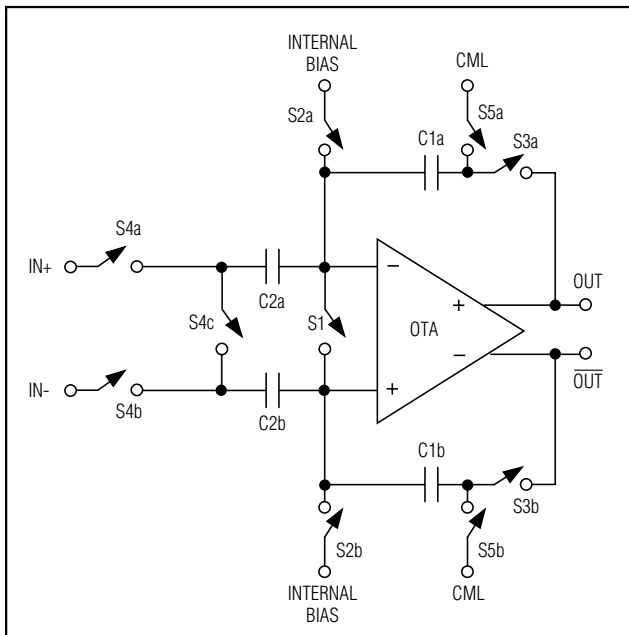 INTERNAL
BIAS
CML
S2a
S5a
C1a
S3a
S4a
IN+
C2a
−
+
OUT
S4c
S1
OTA
−
OUT
IN-
+
S4b
C2b
C1b
S3b
S2b
S5b
INTERNAL
BIAS
CML